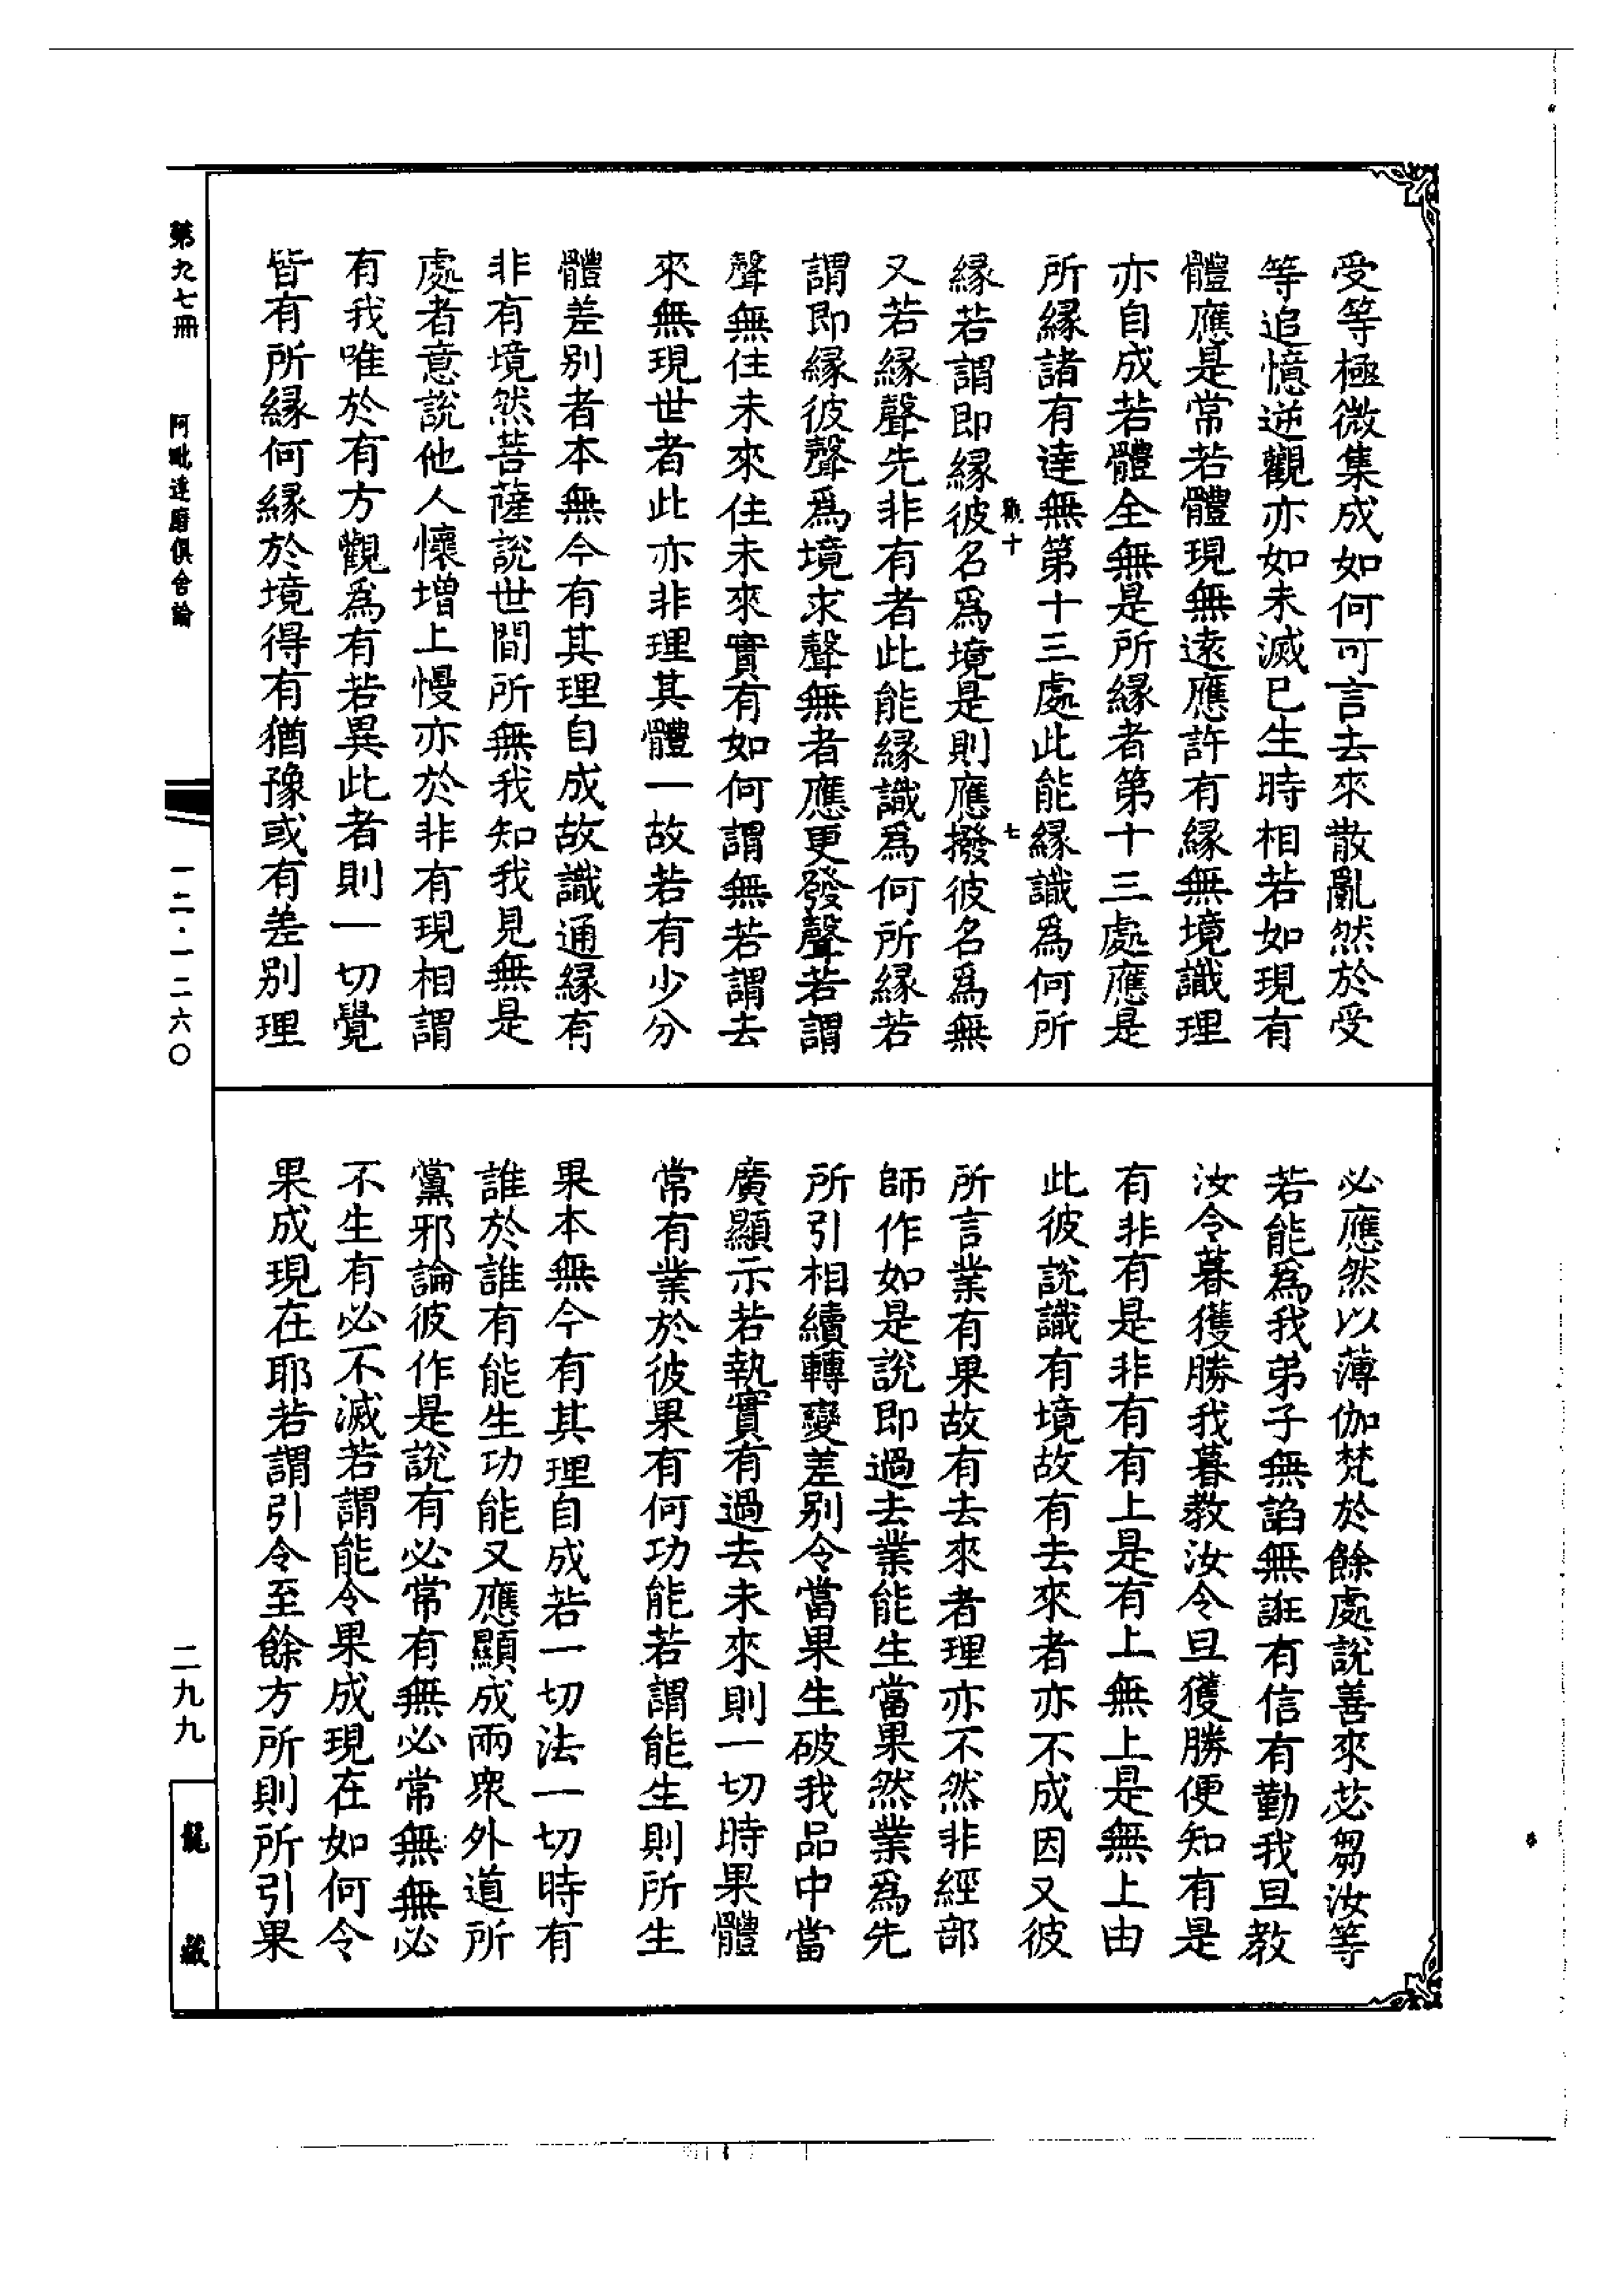 受等極微集成如何可言去來散亂然於受
等追憶逆觀亦如未滅已生時相若如現有
體應是常若體現無遠應許有緣無境識理
亦自成若體全無是所緣者第十三處應是
所緣諸有達無第十三處此能緣識為何所
十 七
緣若謂即緣彼名爲境是則應撥彼名爲無
又若緣聲先非有者此能緣識爲何所緣若
謂即緣彼聲爲境求聲無者應更發聲若謂
聲無住未來住未來實有如何謂無若謂去
來無現世者此亦非理其體一故若有少分
體差别者本無今有其理自成故識通緣有
非有境然菩薩說世間所無我知我見無是
處者意說他人懷增上慢亦於非有現相謂
有我唯於有方觀爲有若異此者則一切覺
皆有所緣何緣於境得有猶豫或有差別理
必應然以薄伽梵於餘處說善來苾芻汝等
若能為我弟子無諂無誑有信有勤我旦教
汝令暮獲勝我暮教汝令旦獲勝便知有是
有非有是非有有上是有上無上是無上由
此彼說識有境故有去來者亦不成因又彼
所言業有果故有去來者理亦不然非經部
師作如是說即過去業能生當果然業為先
所引相續轉變差别令當果生破我品中當
廣顯示若執實有過去未來則一切時果體
常有業於彼果有何功能若謂能生則所生
果本無今有其理自成若一切法一切時有
誰於誰有能生功能又應顯成雨衆外道所
黨邪論彼作是說有必常有無必常無無必
不生有必不滅若謂能令果成現在如何令
果成現在耶若謂引令至餘方所則所引果
第九七冊 阿毗達磨俱舍論 一二·一二六〇 二九九
龍藏